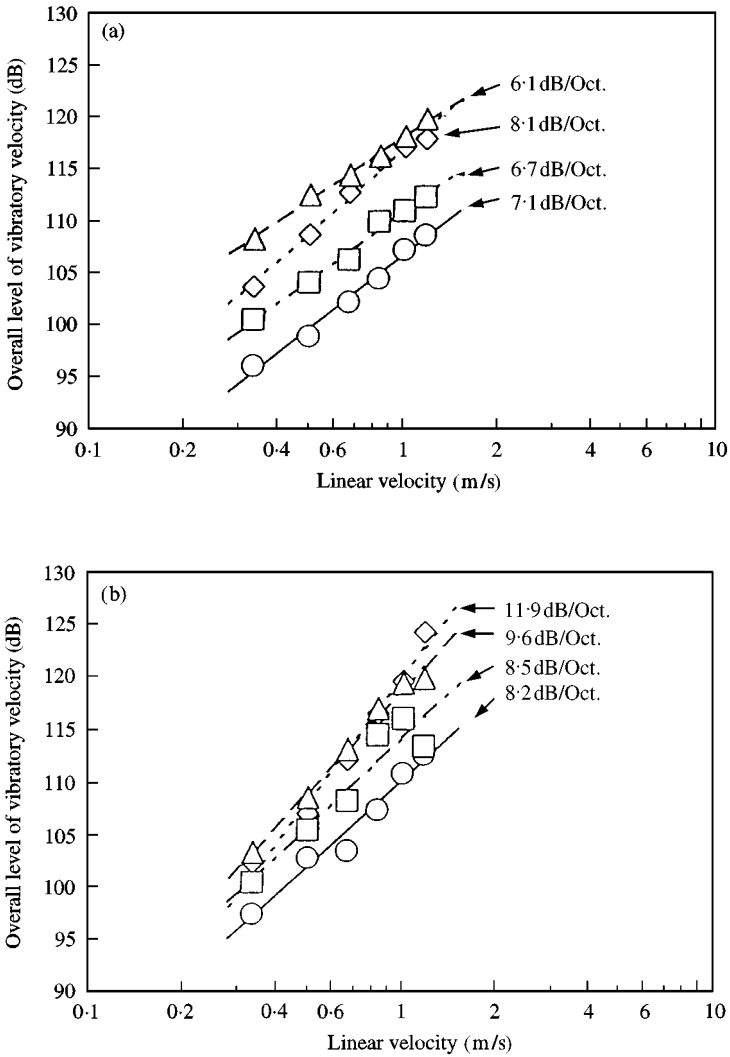 (a)
130
125
120
115
110
105
100
95
90
Overall level of vibratory velocity (dB)
6·1 dB/Oct.
8·1 dB/Oct.
6·7 dB/Oct.
7·1 dB/Oct.
0·1 0·2 0·4 0·6 1 2 4 6 10
Linear velocity (m/s)
(b)
130
125
120
115
110
105
100
95
90
Overall level of vibratory velocity (dB)
11·9 dB/Oct.
9·6 dB/Oct.
8·5 dB/Oct.
8·2 dB/Oct.
0·1 0·2 0·4 0·6 1 2 4 6 10
Linear velocity (m/s)